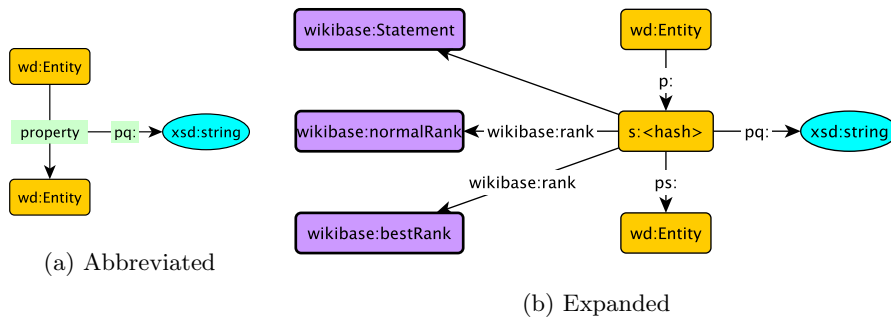 wd:Entity
property pq: xsd:string
wd:Entity
(a) Abbreviated
wikibase:Statement wd:Entity
p:
wikibase:normalRank wikibase:rank s:<hash> pq: xsd:string
wikibase:rank ps:
wikibase:bestRank wd:Entity
(b) Expanded